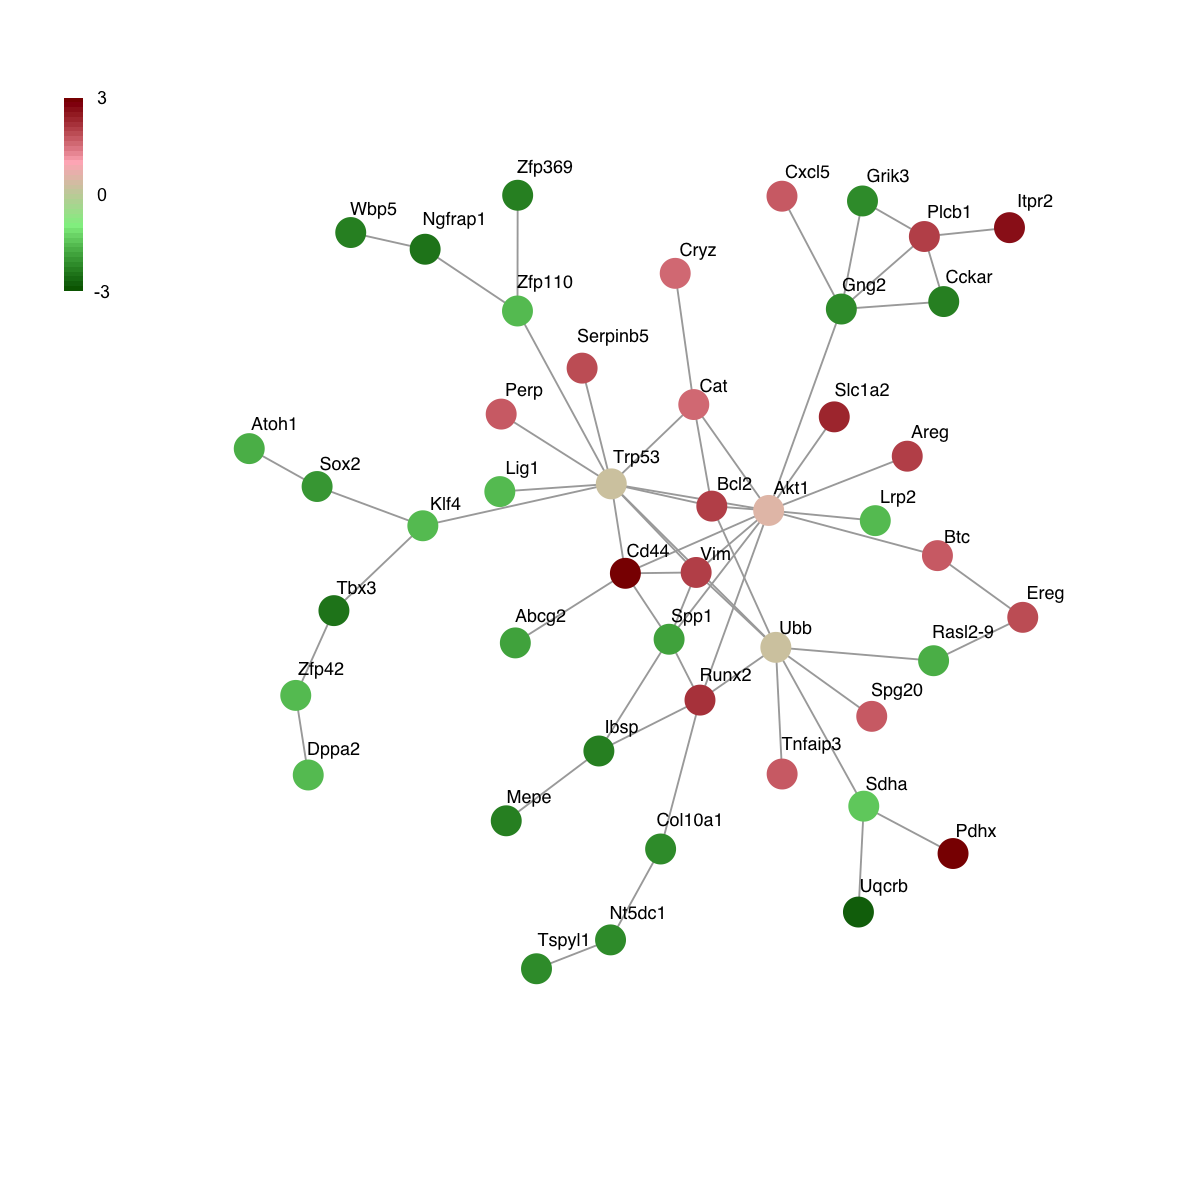 3
0
-3
Zfp369
Cxcl5
Grik3
Itpr2
Wbp5
Ngfrap1
Plcb1
Cryz
Zfp110
Gng2
Cckar
Serpinb5
Perp
Cat
Slc1a2
Atoh1
Areg
Sox2
Lig1
Trp53
Bcl2
Akt1
Lrp2
Klf4
Btc
Cd44
Vim
Tbx3
Abcg2
Spp1
Ubb
Ereg
Rasl2-9
Zfp42
Runx2
Spg20
Ibsp
Tnfaip3
Dppa2
Sdha
Mepe
Col10a1
Pdhx
Uqcrb
Nt5dc1
Tspyl1